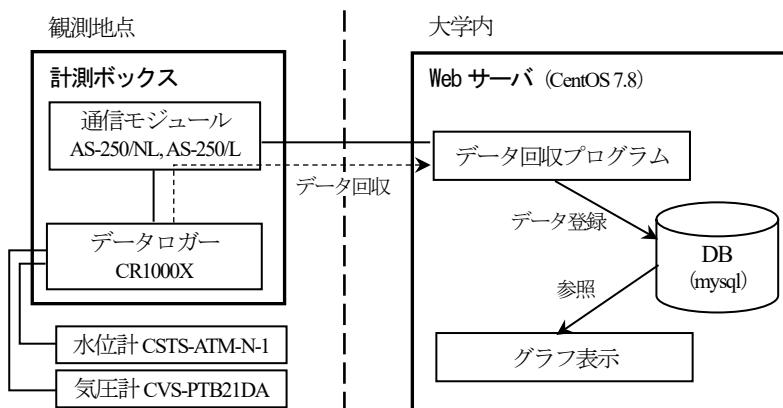 観測地点
大学内
計測ボックス
通信モジュール
AS-250/NL, AS-250/L
データロガー
CR1000X
水位計 CSTS-ATM-N-1
気圧計 CVS-PTB21DA
データ回収
Web サーバ (CentOS 7.8)
データ回収プログラム
データ登録
DB
(mysql)
参照
グラフ表示